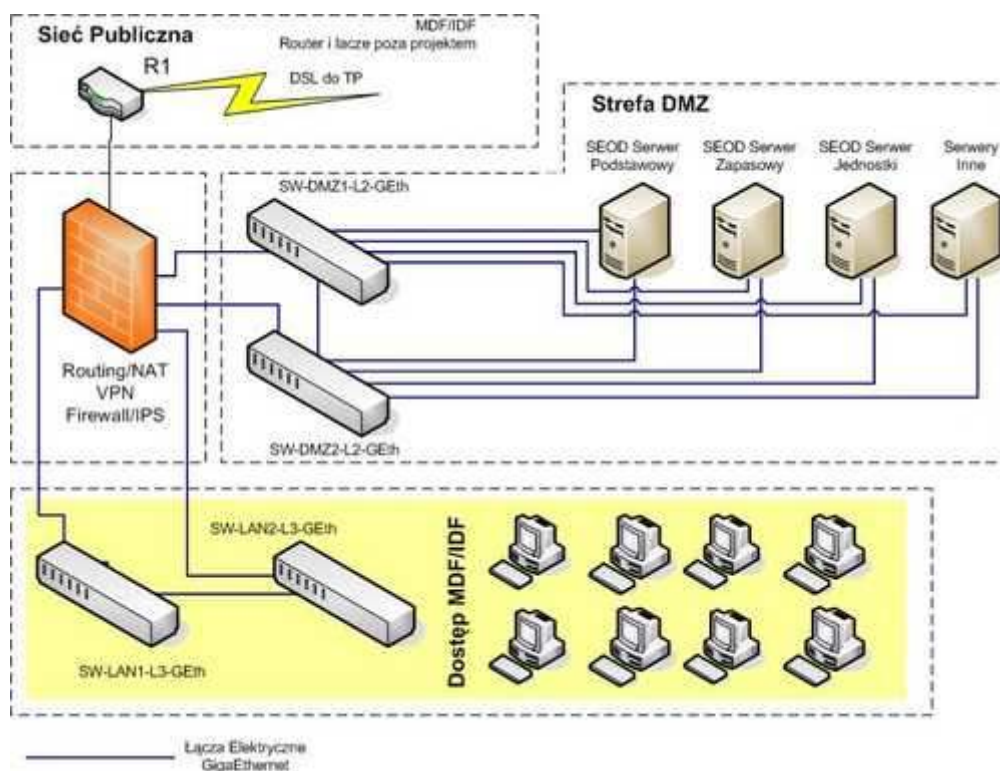 Sieć Publiczna
MDF/IDF
Router i lacze poza projektem
R1
DSL do TP
Strefa DMZ
SEOD Serwer
Podstawowy
SEOD Serwer
Zapasowy
SEOD Serwer
Jednostki
Serwery
Inne
SW-DMZ1-L2-GEth
Routing/NAT
VPN
Firewall/IPS
SW-DMZ2-L2-GEth
SW-LAN2-L3-GEth
Dostęp MDF/IDF
SW-LAN1-L3-GEth
Łącza Elektryczne
GigaEthernet